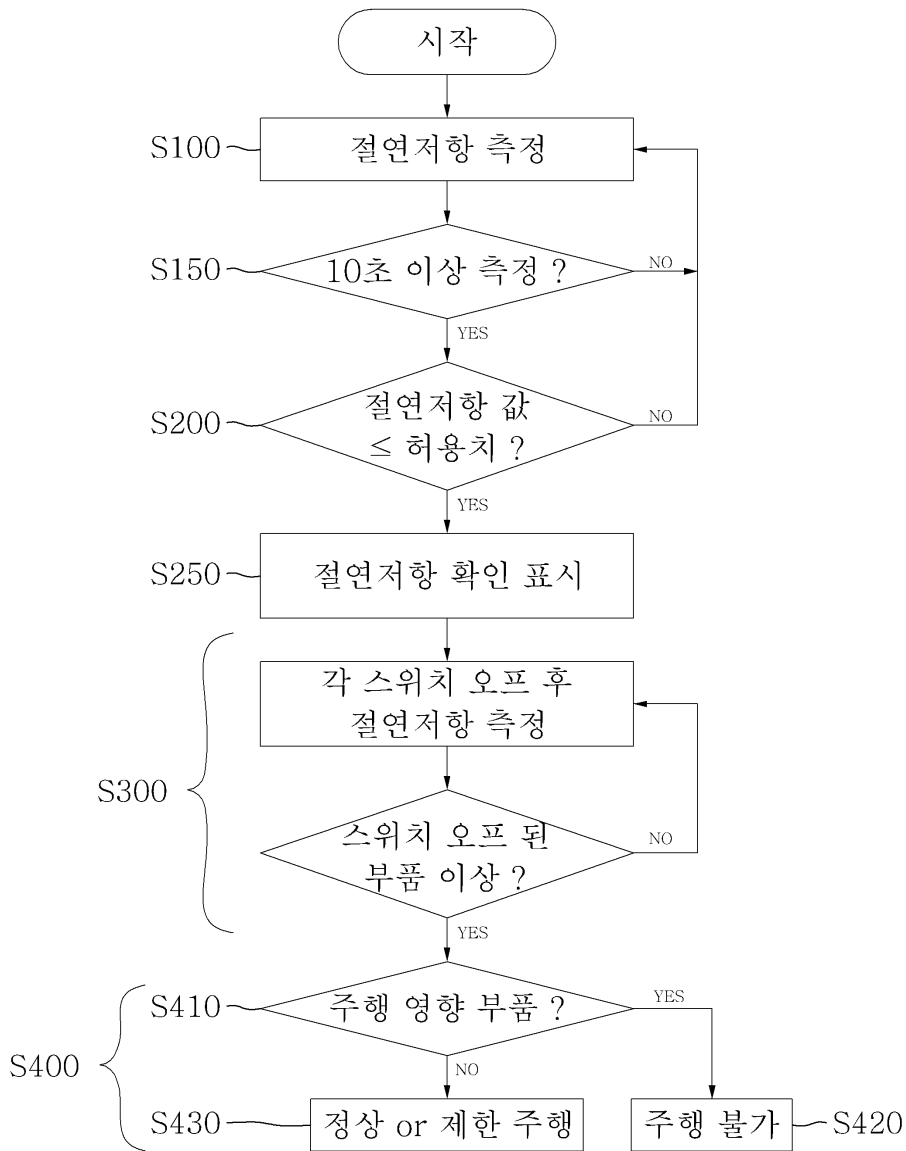 시작
S100
절연저항 측정
S150
10초 이상 측정 ?
NO
YES
S200
절연저항 값
≤ 허용치 ?
NO
YES
S250
절연저항 확인 표시
S300
각 스위치 오프 후
절연저항 측정
스위치 오프 된
부품 이상 ?
NO
YES
S400
S410
주행 영향 부품 ?
YES
NO
S430
정상 or 제한 주행
주행 불가
S420